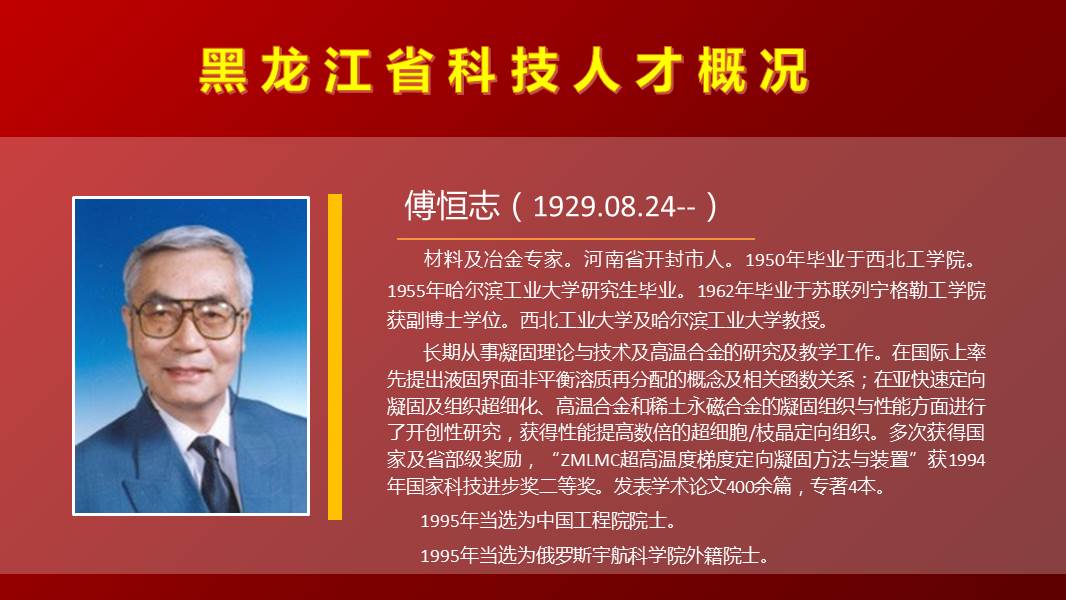 黑龙江省科技人才概况
傅恒志（1929.08.24--）
材料及冶金专家。河南省开封市人。1950年毕业于西北工学院。
1955年哈尔滨工业大学研究生毕业。1962年毕业于苏联列宁格勒工学院
获副博士学位。西北工业大学及哈尔滨工业大学教授。
长期从事凝固理论与技术及高温合金的研究及教学工作。在国际上率
先提出液固界面非平衡溶质再分配的概念及相关函数关系；在亚快速定向
凝固及组织超细化、高温合金和稀土永磁合金的凝固组织与性能方面进行
了开创性研究，获得性能提高数倍的超细胞/枝晶定向组织。多次获得国
家及省部级奖励，“ZMLMC超高温度梯度定向凝固方法与装置”获1994
年国家科技进步奖二等奖。发表学术论文400余篇，专著4本。
1995年当选为中国工程院院士。
1995年当选为俄罗斯宇航科学院外籍院士。